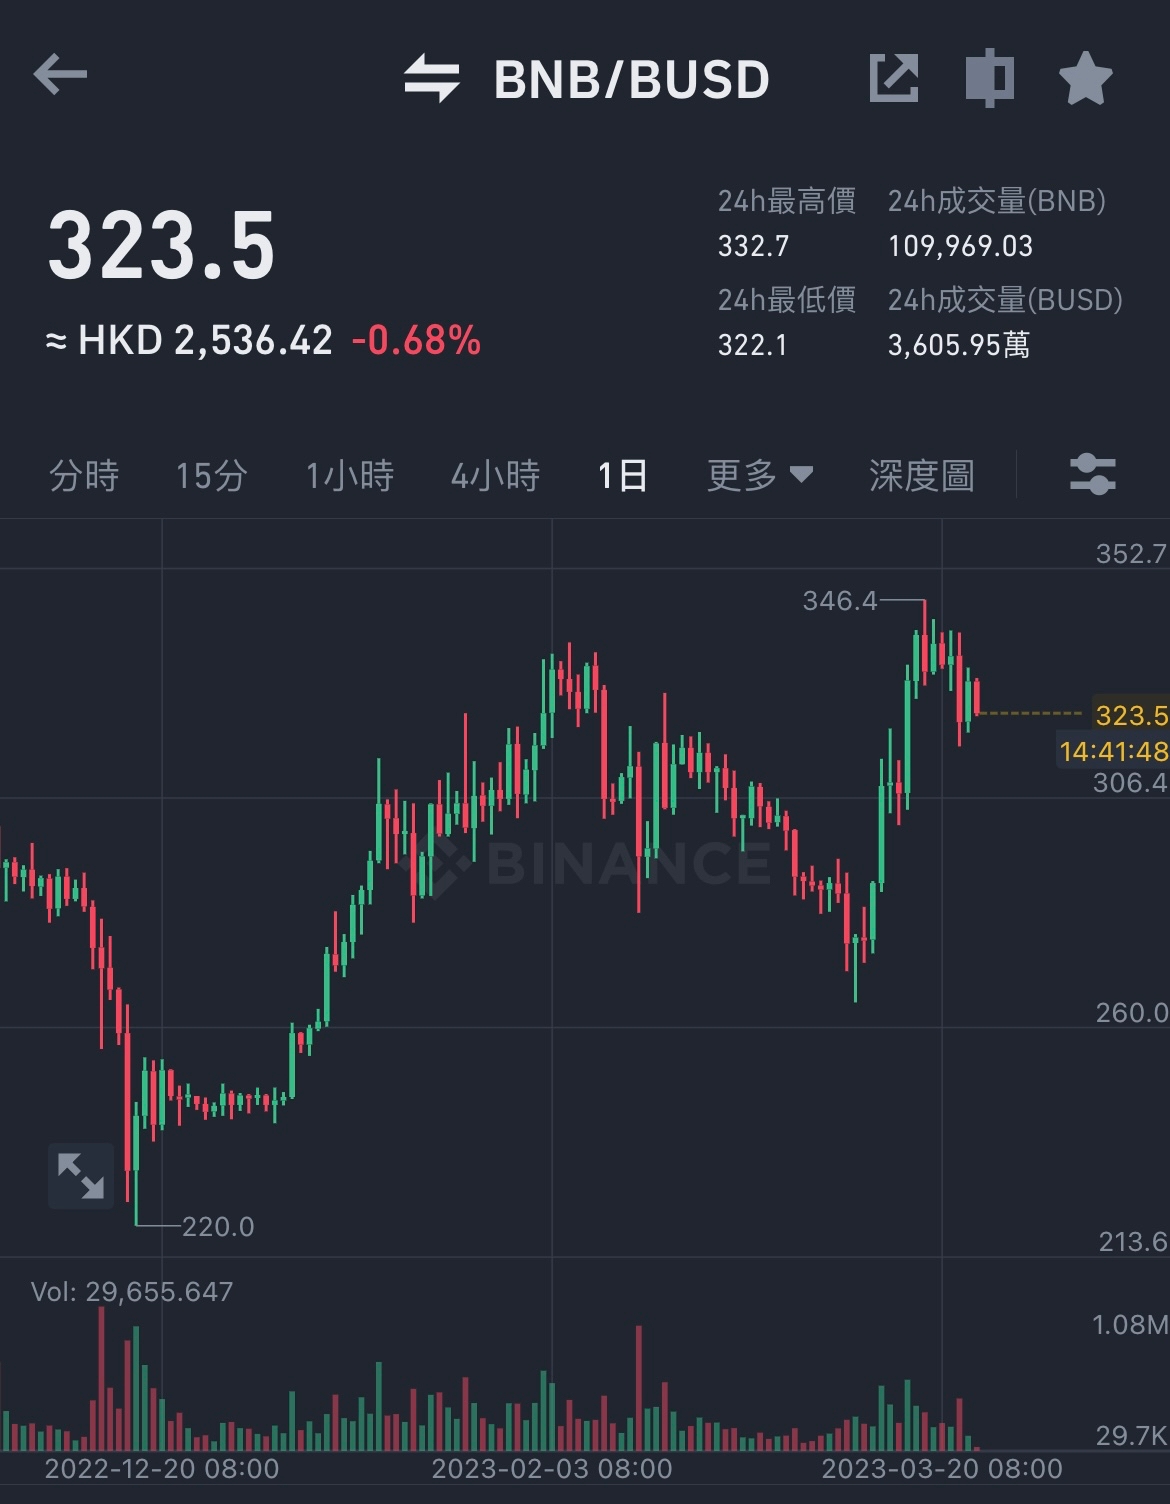 BNB/BUSD
323.5
≈ HKD 2,536.42 -0.68%
24h最高價
332.7
24h成交量(BNB)
109,969.03
24h最低價
322.1
24h成交量(BUSD)
3,605.95萬
分時 15分 1小時 4小時 1日 更多 深度圖
352.7
346.4
323.5
14:41:48
306.4
BINANCE
260.0
220.0
213.6
Vol: 29,655.647
1.08M
29.7K
2022-12-20 08:00 2023-02-03 08:00 2023-03-20 08:00